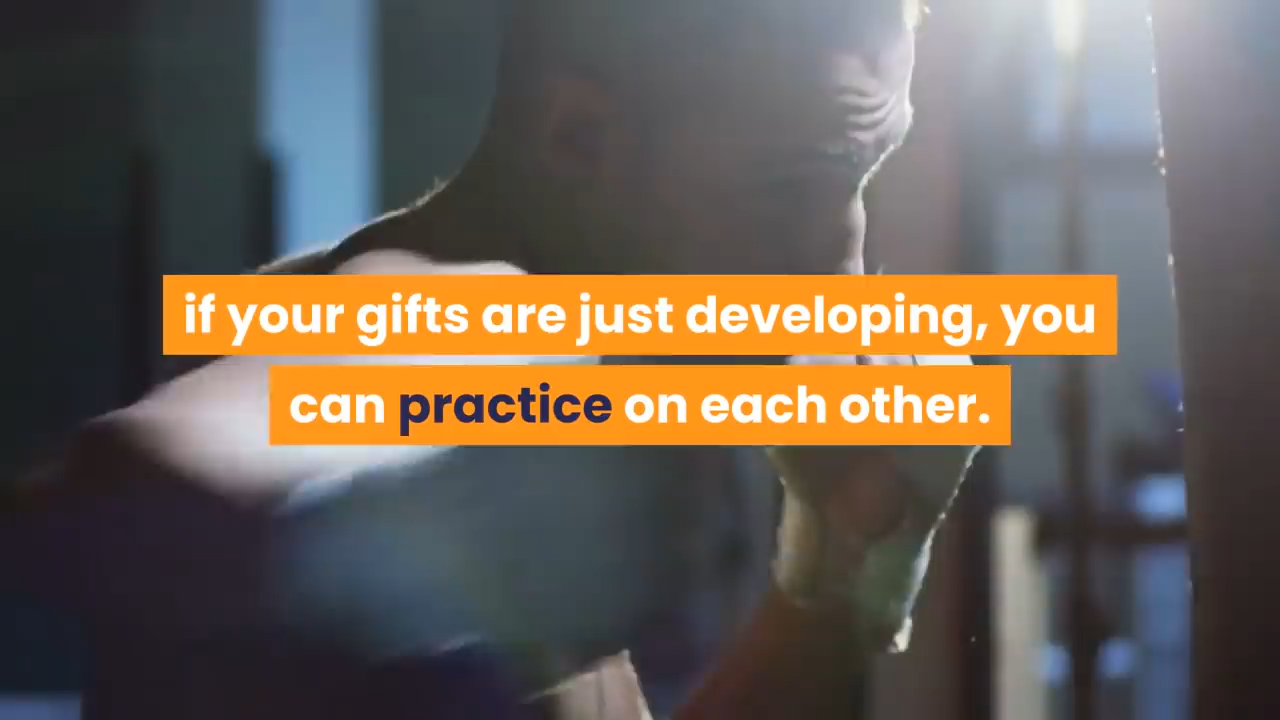 if your gifts are just developing, you
can practice on each other.